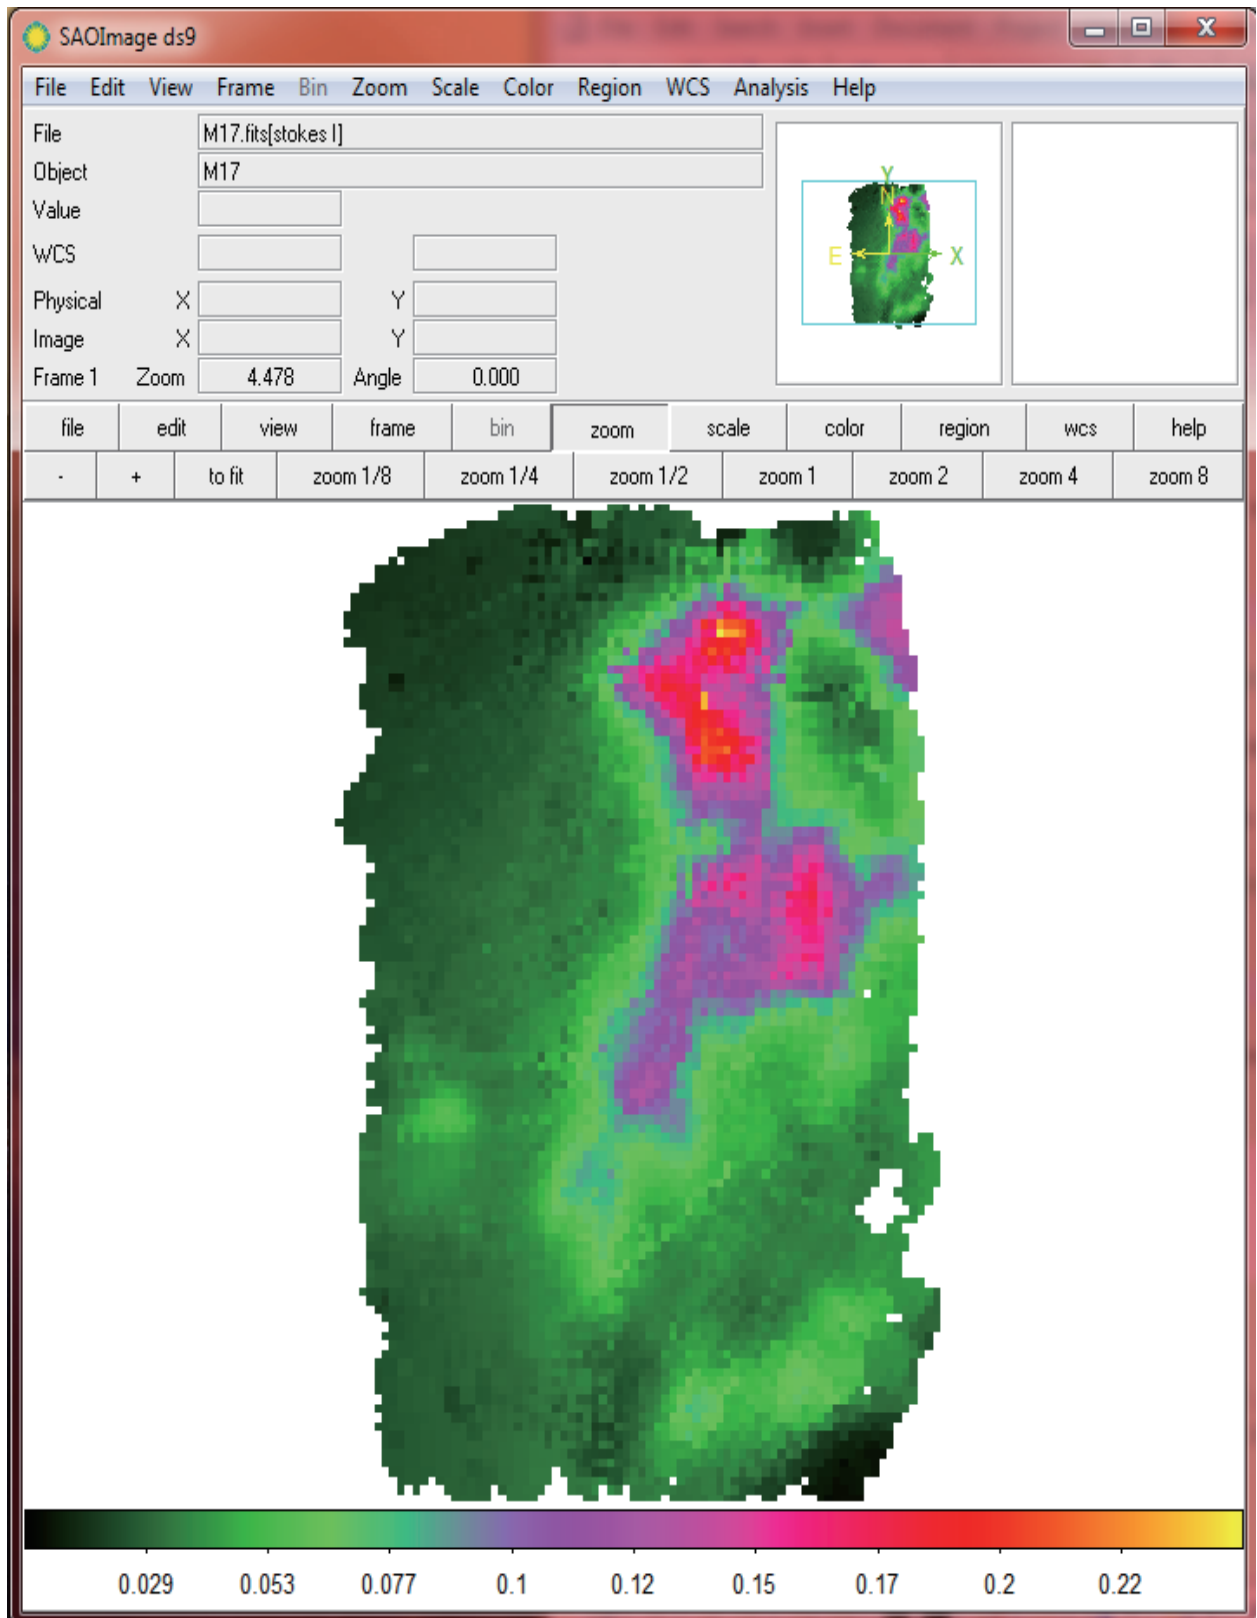 SAOImage ds9
File Edit View Frame Bin Zoom Scale Color Region WCS Analysis Help
File M17.fits[stokes I]
Object M17
Value
WCS
Physical X Y
Image X Y
Frame 1 Zoom 4.478 Angle 0.000
Y
N
E X
file edit view frame bin zoom scale color region wcs help
- + to fit zoom 1/8 zoom 1/4 zoom 1/2 zoom 1 zoom 2 zoom 4 zoom 8
0.029 0.053 0.077 0.1 0.12 0.15 0.17 0.2 0.22